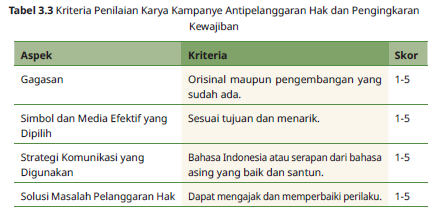 Tabel 3.3 Kriteria Penilaian Karya Kampanye Antipelanggaran Hak dan Pengingkaran
Kewajiban
Aspek Kriteria Skor
Gagasan Orisinal maupun pengembangan yang 1-5
sudah ada.
Simbol dan Media Efektif yang Sesuai tujuan dan menarik. 1-5
Dipilih
Strategi Komunikasi yang Bahasa Indonesia atau serapan dari bahasa 1-5
Digunakan asing yang baik dan santun.
Solusi Masalah Pelanggaran Hak Dapat mengajak dan memperbaiki perilaku. 1-5